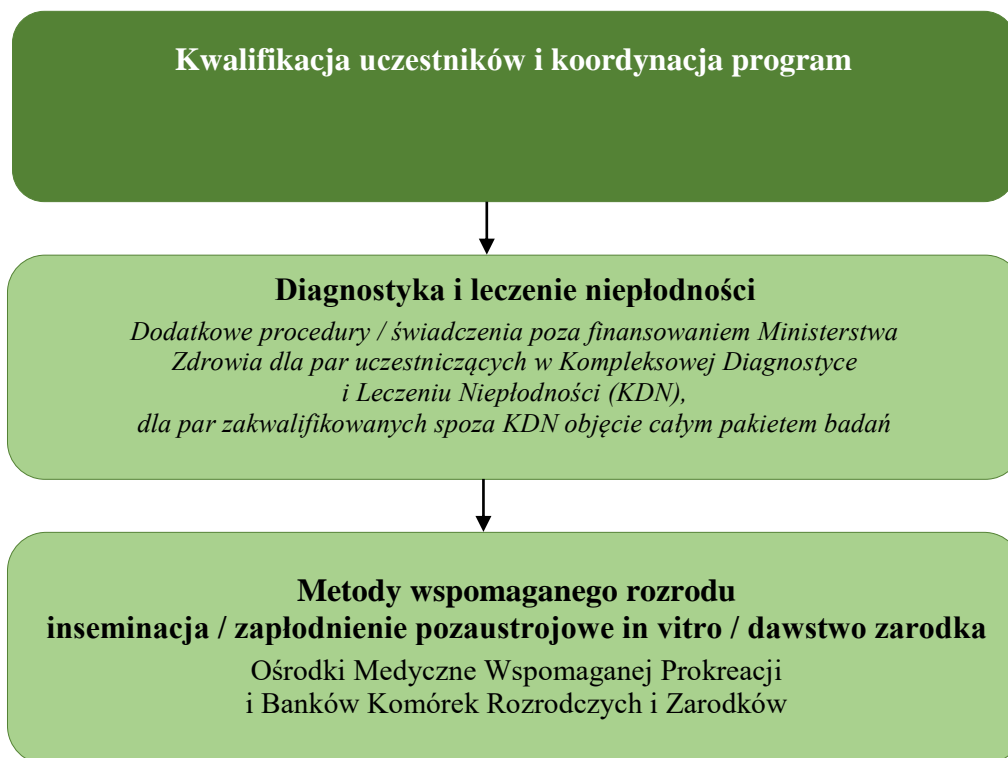 Kwalifikacja uczestników i koordynacja program
Diagnostyka i leczenie niepłodności
Dodatkowe procedury / świadczenia poza finansowaniem Ministerstwa
Zdrowia dla par uczestniczących w Kompleksowej Diagnostyce
i Leczeniu Niepłodności (KDN),
dla par zakwalifikowanych spoza KDN objęcie całym pakietem badań
Metody wspomaganego rozrodu
inseminacja / zapłodnienie pozaustrojowe in vitro / dawstwo zarodka
Ośrodki Medyczne Wspomaganej Prokreacji
i Banków Komórek Rozrodczych i Zarodków